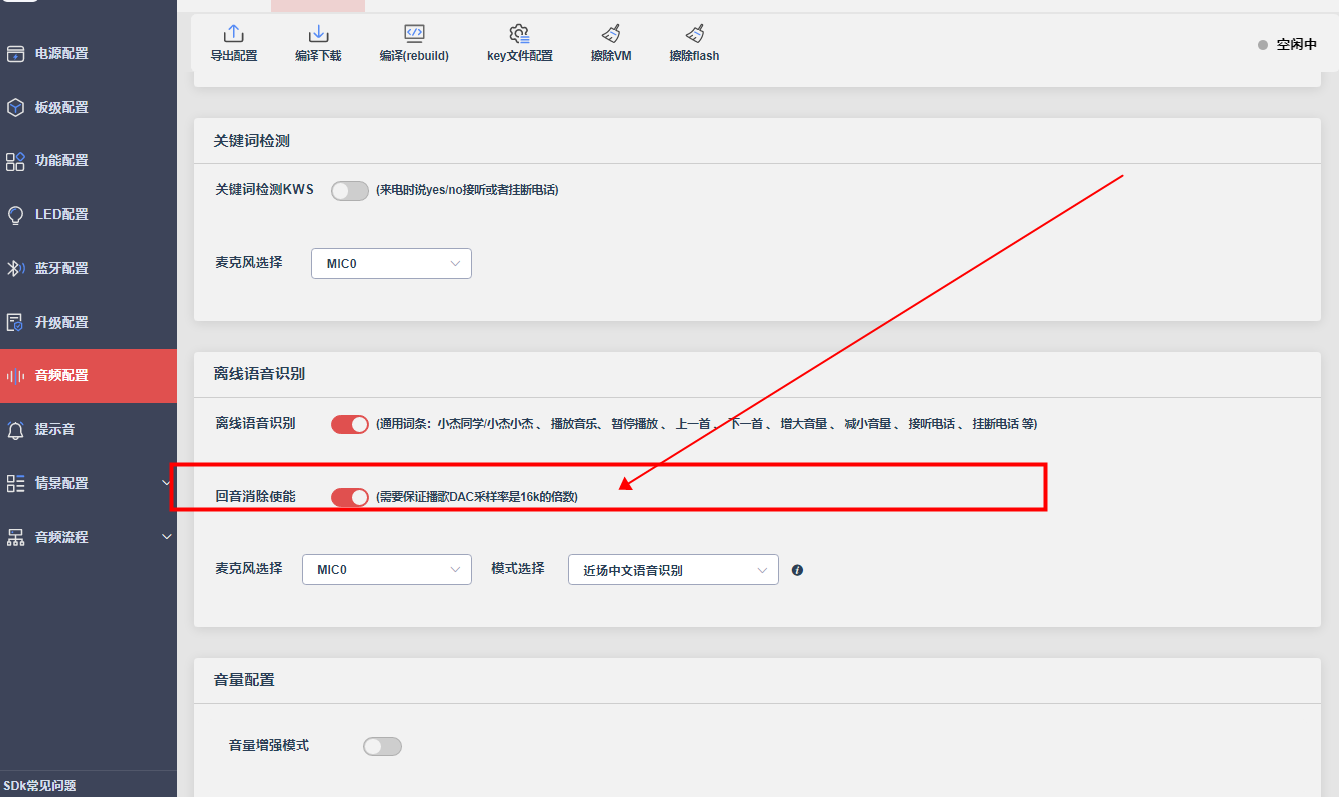 导出配置 编译下载 编译(rebuild) key文件配置 擦除VM 擦除flash 空闲中
电源配置
板级配置
功能配置
LED配置
蓝牙配置
升级配置
音频配置
提示音
情景配置
音频流程
SDk常见问题
关键词检测
关键词检测KWS (来电时说yes/no接听或者挂断电话)
麦克风选择 MIC0
离线语音识别
离线语音识别 (通用词条：小杰同学/小杰小杰 、 播放音乐、 暂停播放 、 上一首 、 下一首 、 增大音量 、 减小音量 、 接听电话 、 挂断电话 等)
回音消除使能 (需要保证播歌DAC采样率是16k的倍数)
麦克风选择 MIC0 模式选择 近场中文语音识别
音量配置
音量增强模式